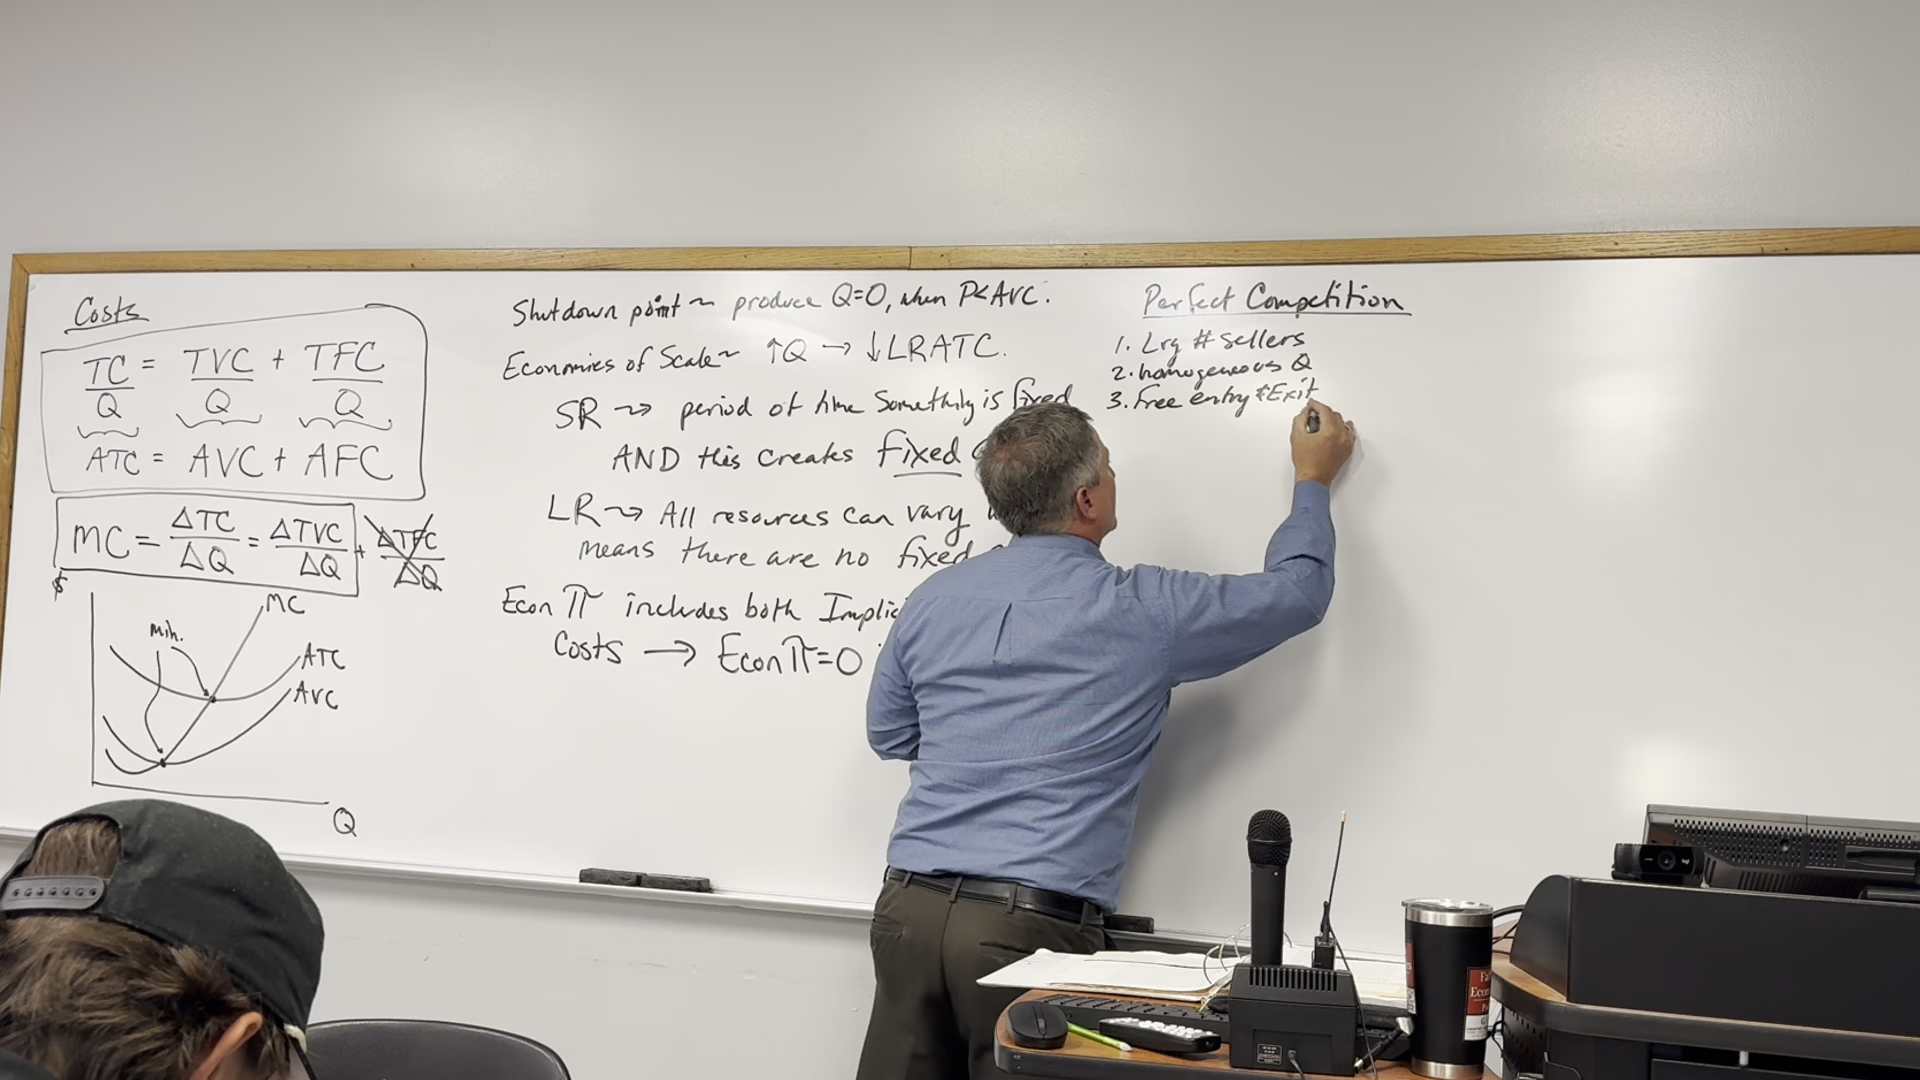 Costs
TC/Q = TVC/Q + TFC/Q
ATC = AVC + AFC
MC = ΔTC/ΔQ = ΔTVC/ΔQ + ΔTFC/ΔQ
$
min.
MC
ATC
AVC
Q
Shutdown point ~ produce Q=0, when P<AVC.
Economies of Scale ~ ↑Q → ↓LRATC.
SR ~> period of time Something is fixed
AND this creates fixed
LR ~> All resources can vary
means there are no fixed
Econ π includes both
Costs → Econ π=0
Perfect Competition
1. Lrg # sellers
2. homogeneous Q
3. Free entry & Exit